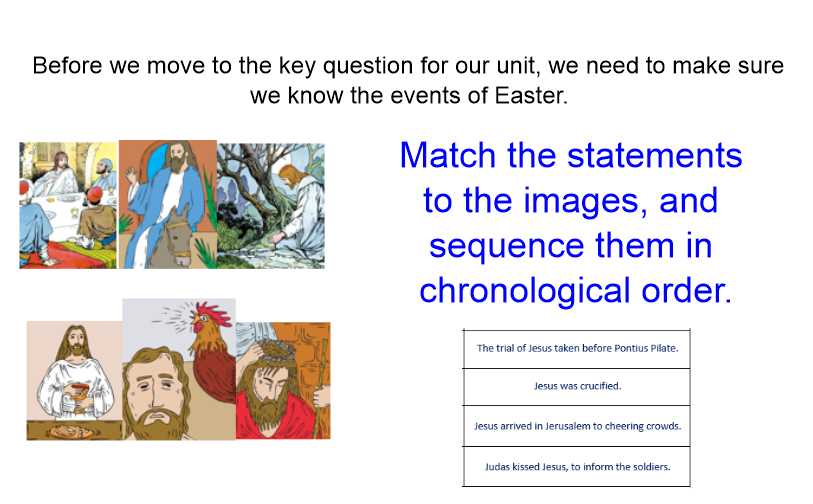 Before we move to the key question for our unit, we need to make sure
we know the events of Easter.
Match the statements
to the images, and
sequence them in
chronological order.
The trial of Jesus taken before Pontius Pilate.
Jesus was crucified.
Jesus arrived in Jerusalem to cheering crowds.
Judas kissed Jesus, to inform the soldiers.